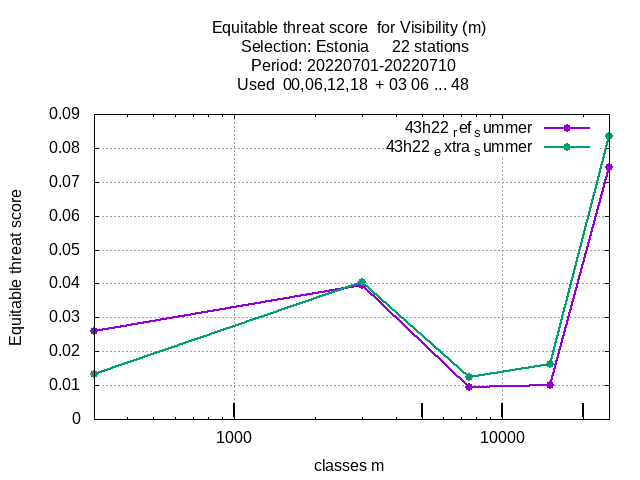 Equitable threat score  for Visibility (m)
Selection: Estonia     22 stations
Period: 20220701-20220710
Used  00,06,12,18  + 03 06 ... 48
43h22 ref summer
43h22 extra summer
0.09
0.08
0.07
0.06
0.05
0.04
0.03
0.02
0.01
0
Equitable threat score
1000 10000
classes m